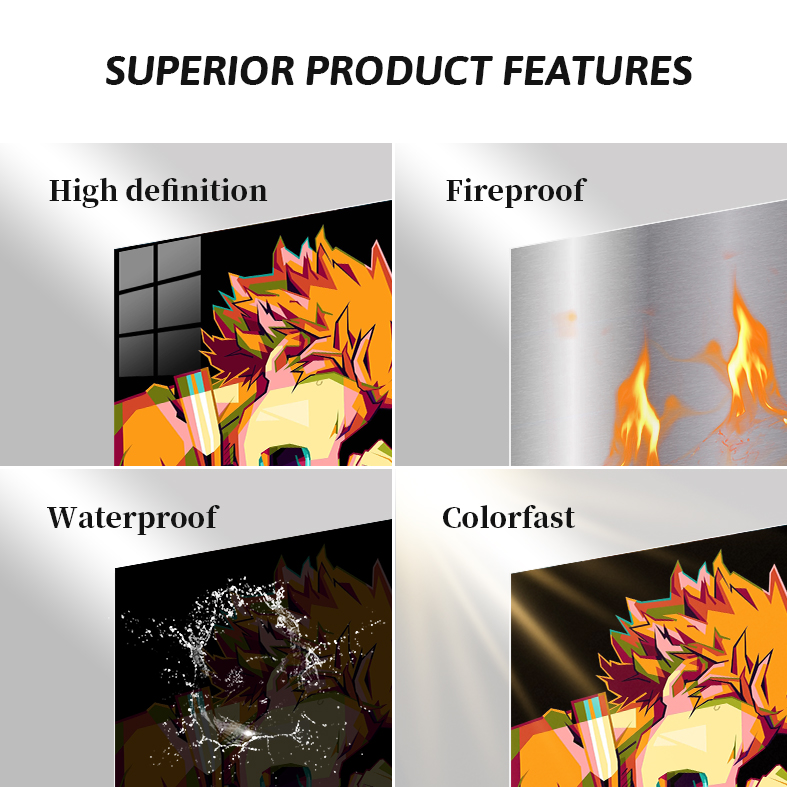 SUPERIOR PRODUCT FEATURES
High definition
Fireproof
Waterproof
Colorfast